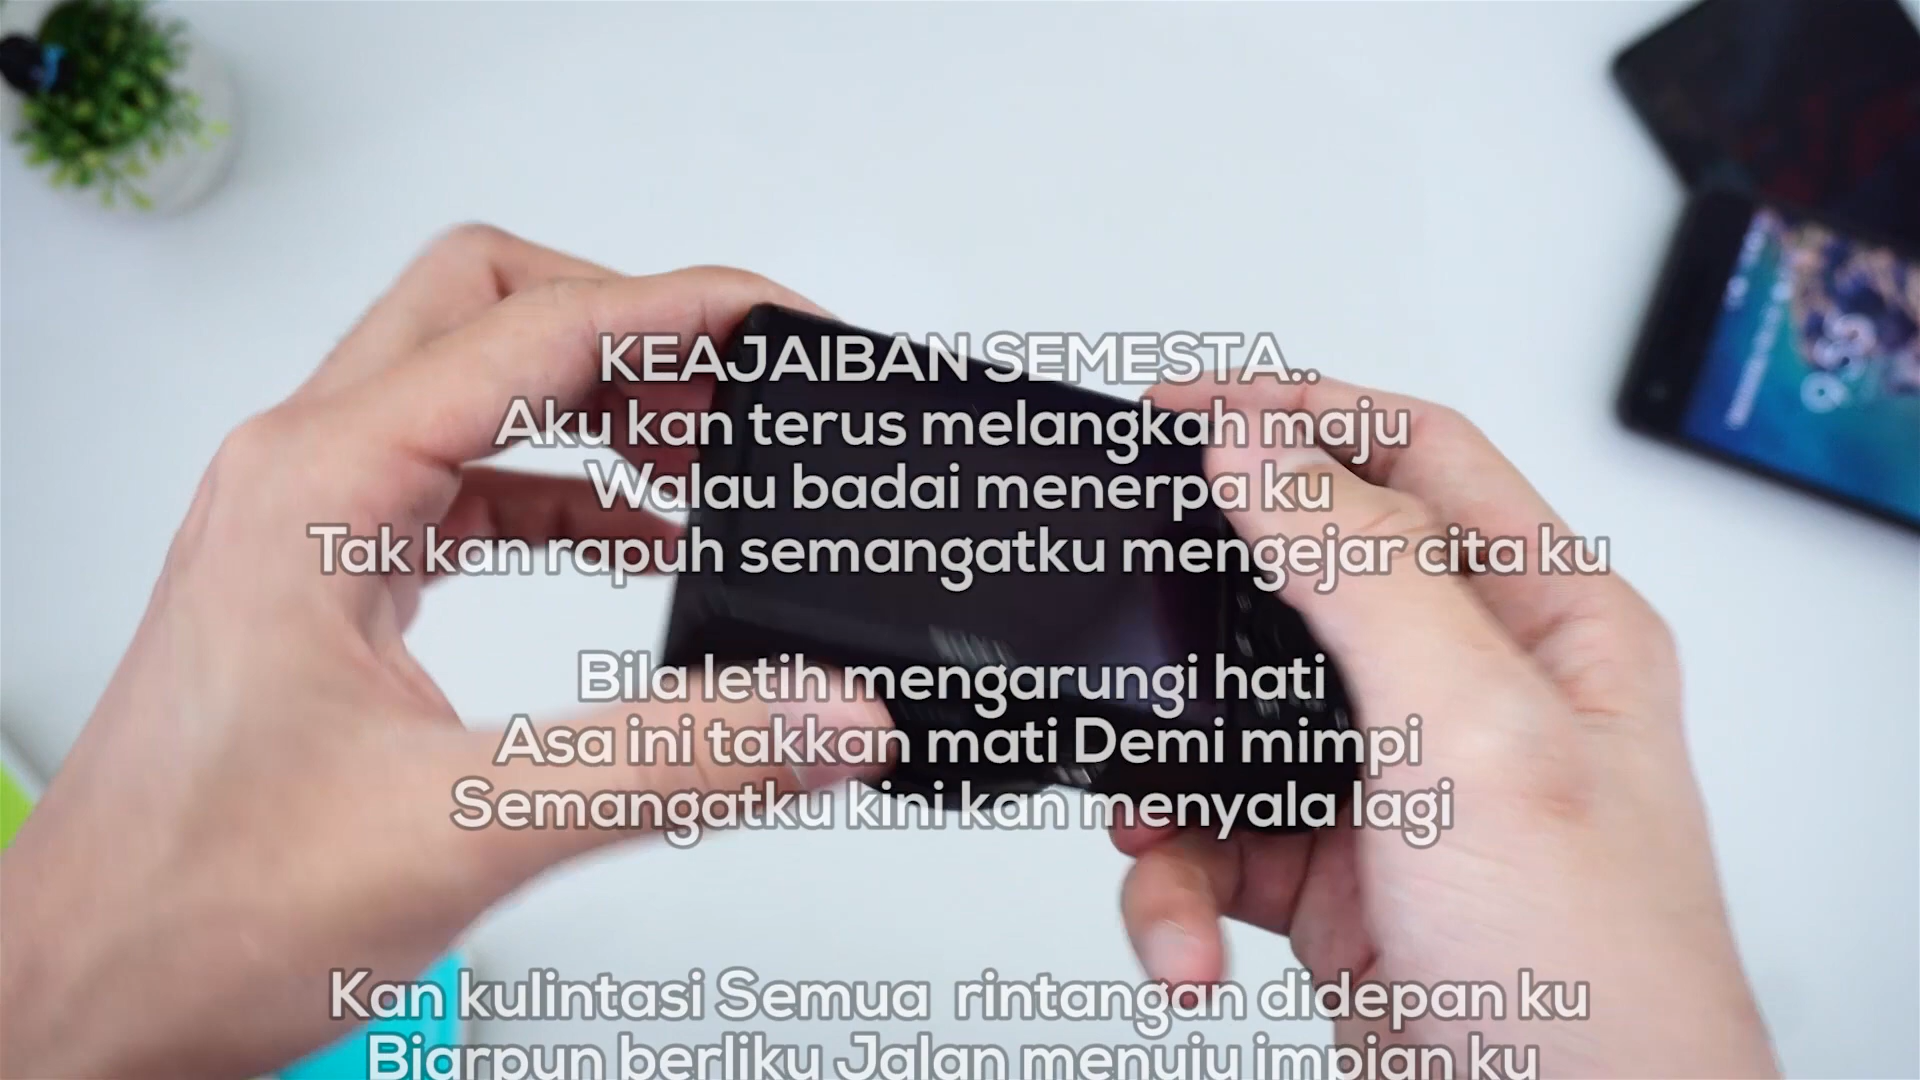 KEAJAIBAN SEMESTA..
Aku kan terus melangkah maju
Walau badai menerpa ku
Tak kan rapuh semangatku mengejar cita ku
Bila letih mengarungi hati
Asa ini takkan mati Demi mimpi
Semangatku kini kan menyala lagi
Kan kulintasi Semua rintangan didepan ku
Biarpun berliku Jalan menuju impian ku